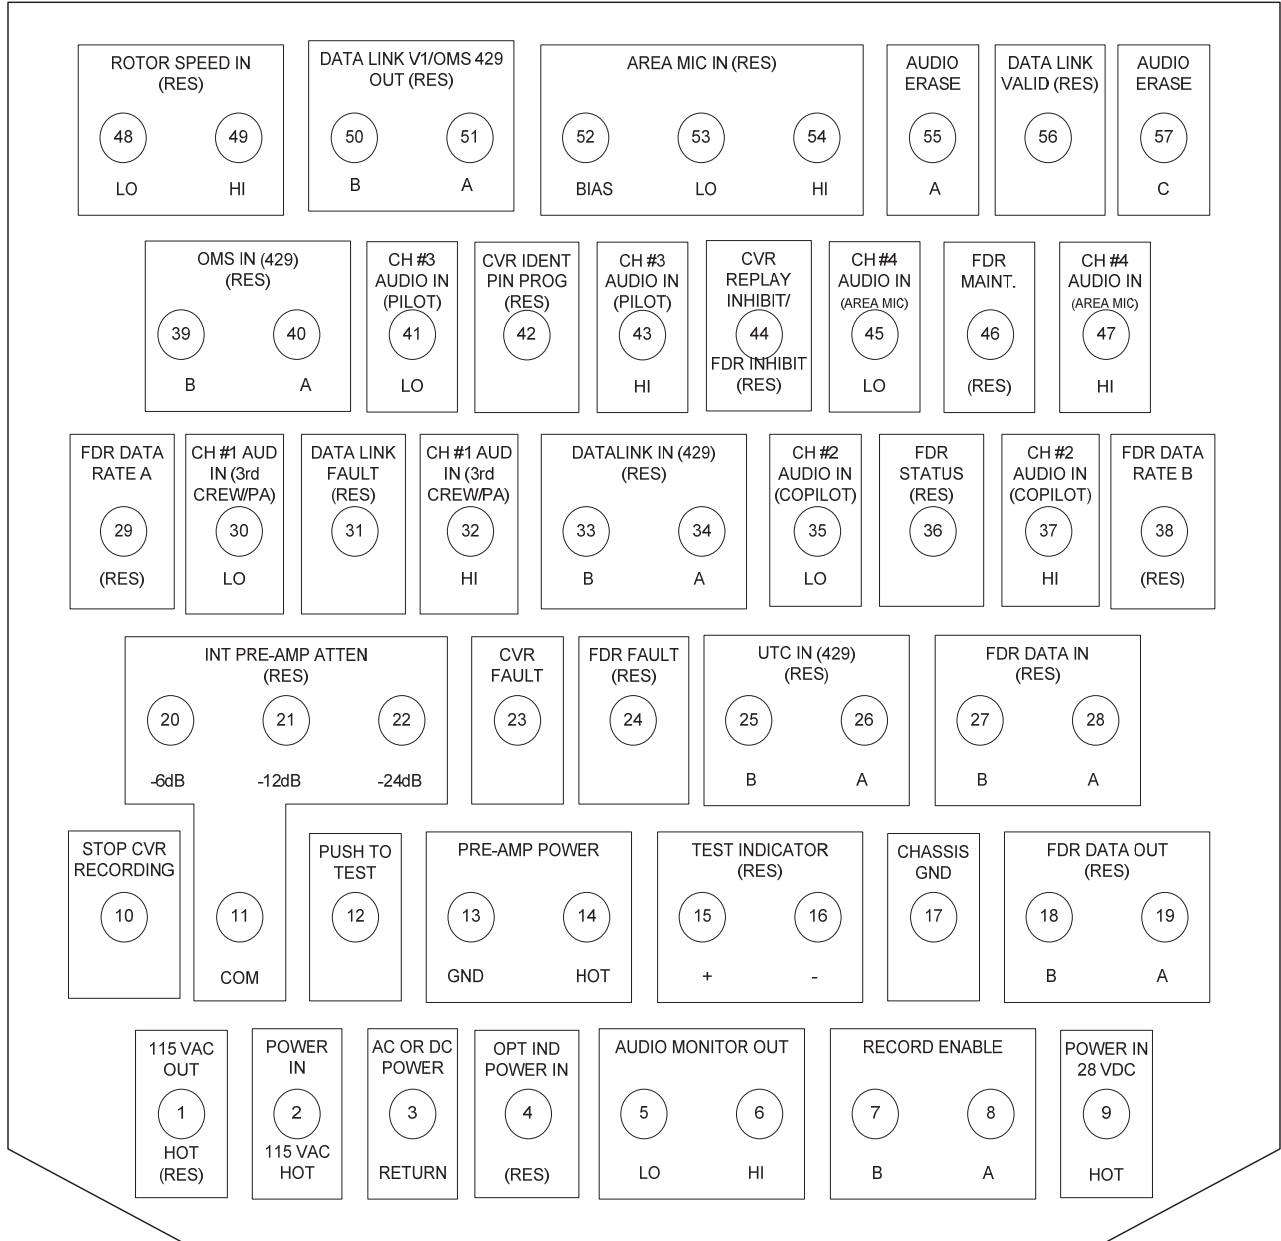 ROTOR SPEED IN
(RES)
48
49
LO
HI
DATA LINK V1/OMS 429
OUT (RES)
50
51
B
A
AREA MIC IN (RES)
52
53
54
BIAS
LO
HI
AUDIO
ERASE
55
A
DATA LINK
VALID (RES)
56
AUDIO
ERASE
57
C
OMS IN (429)
(RES)
39
40
B
A
CH #3
AUDIO IN
(PILOT)
41
LO
CVR IDENT
PIN PROG
(RES)
42
CH #3
AUDIO IN
(PILOT)
43
HI
CVR
REPLAY
INHIBIT/
44
FDR INHIBIT
(RES)
CH #4
AUDIO IN
(AREA MIC)
45
LO
FDR
MAINT.
46
(RES)
CH #4
AUDIO IN
(AREA MIC)
47
HI
FDR DATA
RATE A
29
(RES)
CH #1 AUD
IN (3rd
CREW/PA)
30
LO
DATA LINK
FAULT
(RES)
31
CH #1 AUD
IN (3rd
CREW/PA)
32
HI
DATALINK IN (429)
(RES)
33
34
B
A
CH #2
AUDIO IN
(COPILOT)
35
LO
FDR
STATUS
(RES)
36
CH #2
AUDIO IN
(COPILOT)
37
HI
FDR DATA
RATE B
38
(RES)
INT PRE-AMP ATTEN
(RES)
20
21
22
-6dB
-12dB
-24dB
CVR
FAULT
23
FDR FAULT
(RES)
24
UTC IN (429)
(RES)
25
26
B
A
FDR DATA IN
(RES)
27
28
B
A
STOP CVR
RECORDING
10
11
COM
PUSH TO
TEST
12
PRE-AMP POWER
13
14
GND
HOT
TEST INDICATOR
(RES)
15
16
+
-
CHASSIS
GND
17
FDR DATA OUT
(RES)
18
19
B
A
115 VAC
OUT
1
HOT
(RES)
POWER
IN
2
115 VAC
HOT
AC OR DC
POWER
3
RETURN
OPT IND
POWER IN
4
(RES)
AUDIO MONITOR OUT
5
6
LO
HI
RECORD ENABLE
7
8
B
A
POWER IN
28 VDC
9
HOT